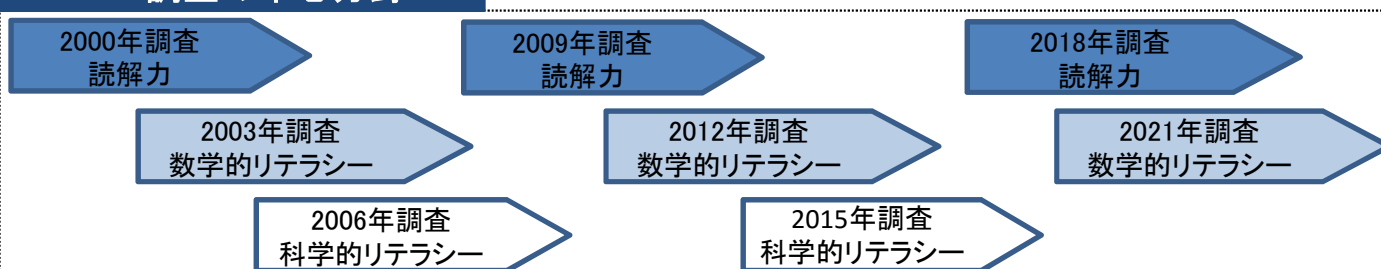 2000年調査
読解力
2009年調査
読解力
2018年調査
読解力
2003年調査
数学的リテラシー
2012年調査
数学的リテラシー
2021年調査
数学的リテラシー
2006年調査
科学的リテラシー
2015年調査
科学的リテラシー